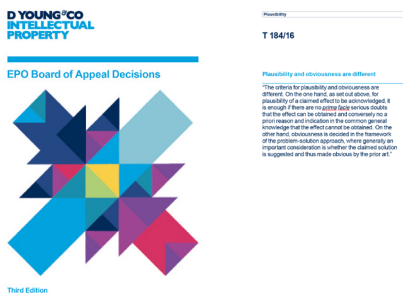 D YOUNG & CO
INTELLECTUAL
PROPERTY
EPO Board of Appeal Decisions
Third Edition
Plausibility
T 184/16
Plausibility and obviousness are different
"The criteria for plausibility and obviousness are
different. On the one hand, as set out above, for
plausibility of a claimed effect to be acknowledged, it
is enough if there are no prima facie serious doubts
that the effect can be obtained and conversely no a
priori reason and indication in the common general
knowledge that the effect cannot be obtained. On the
other hand, obviousness is decided in the framework
of the problem-solution approach, where generally an
important consideration is whether the claimed solution
is suggested and thus made obvious by the prior art."